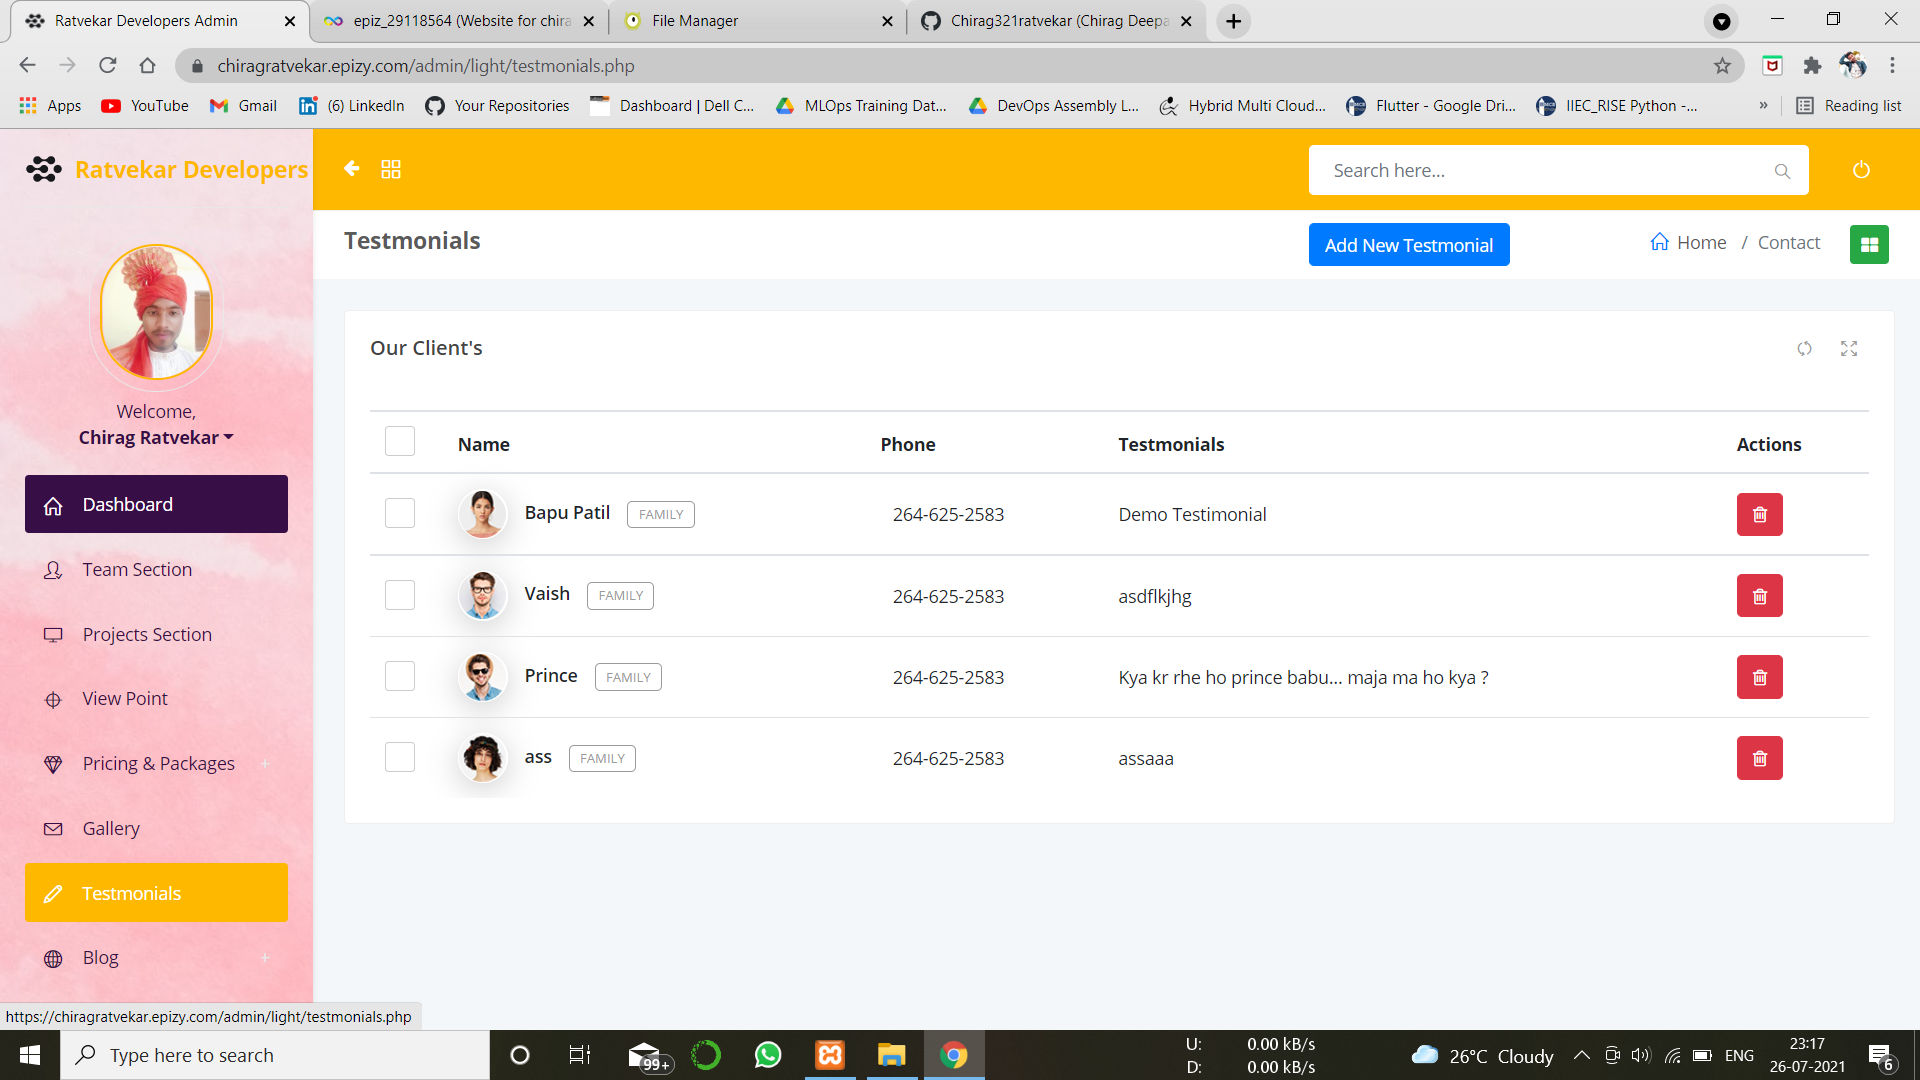 Ratvekar Developers Admin
epiz_29118564 (Website for chira
File Manager
Chirag321ratvekar (Chirag Deepa
chiragratvekar.epizy.com/admin/light/testmonials.php
Apps
YouTube
Gmail
(6) LinkedIn
Your Repositories
Dashboard | Dell C...
MLOps Training Dat...
DevOps Assembly L...
Hybrid Multi Cloud...
Flutter - Google Dri...
IIEC_RISE Python -...
»
Reading list
Ratvekar Developers
Search here...
Testmonials
Add New Testmonial
Home / Contact
Welcome,
Chirag Ratvekar
Dashboard
Team Section
Projects Section
View Point
Pricing & Packages +
Gallery
Testmonials
Blog +
Our Client's
Name Phone Testmonials Actions
Bapu Patil FAMILY 264-625-2583 Demo Testimonial
Vaish FAMILY 264-625-2583 asdflkjhg
Prince FAMILY 264-625-2583 Kya kr rhe ho prince babu... maja ma ho kya ?
ass FAMILY 264-625-2583 assaaa
https://chiragratvekar.epizy.com/admin/light/testmonials.php
Type here to search
99+
U: 0.00 kB/s
D: 0.00 kB/s
26°C Cloudy
ENG
23:17
26-07-2021
6